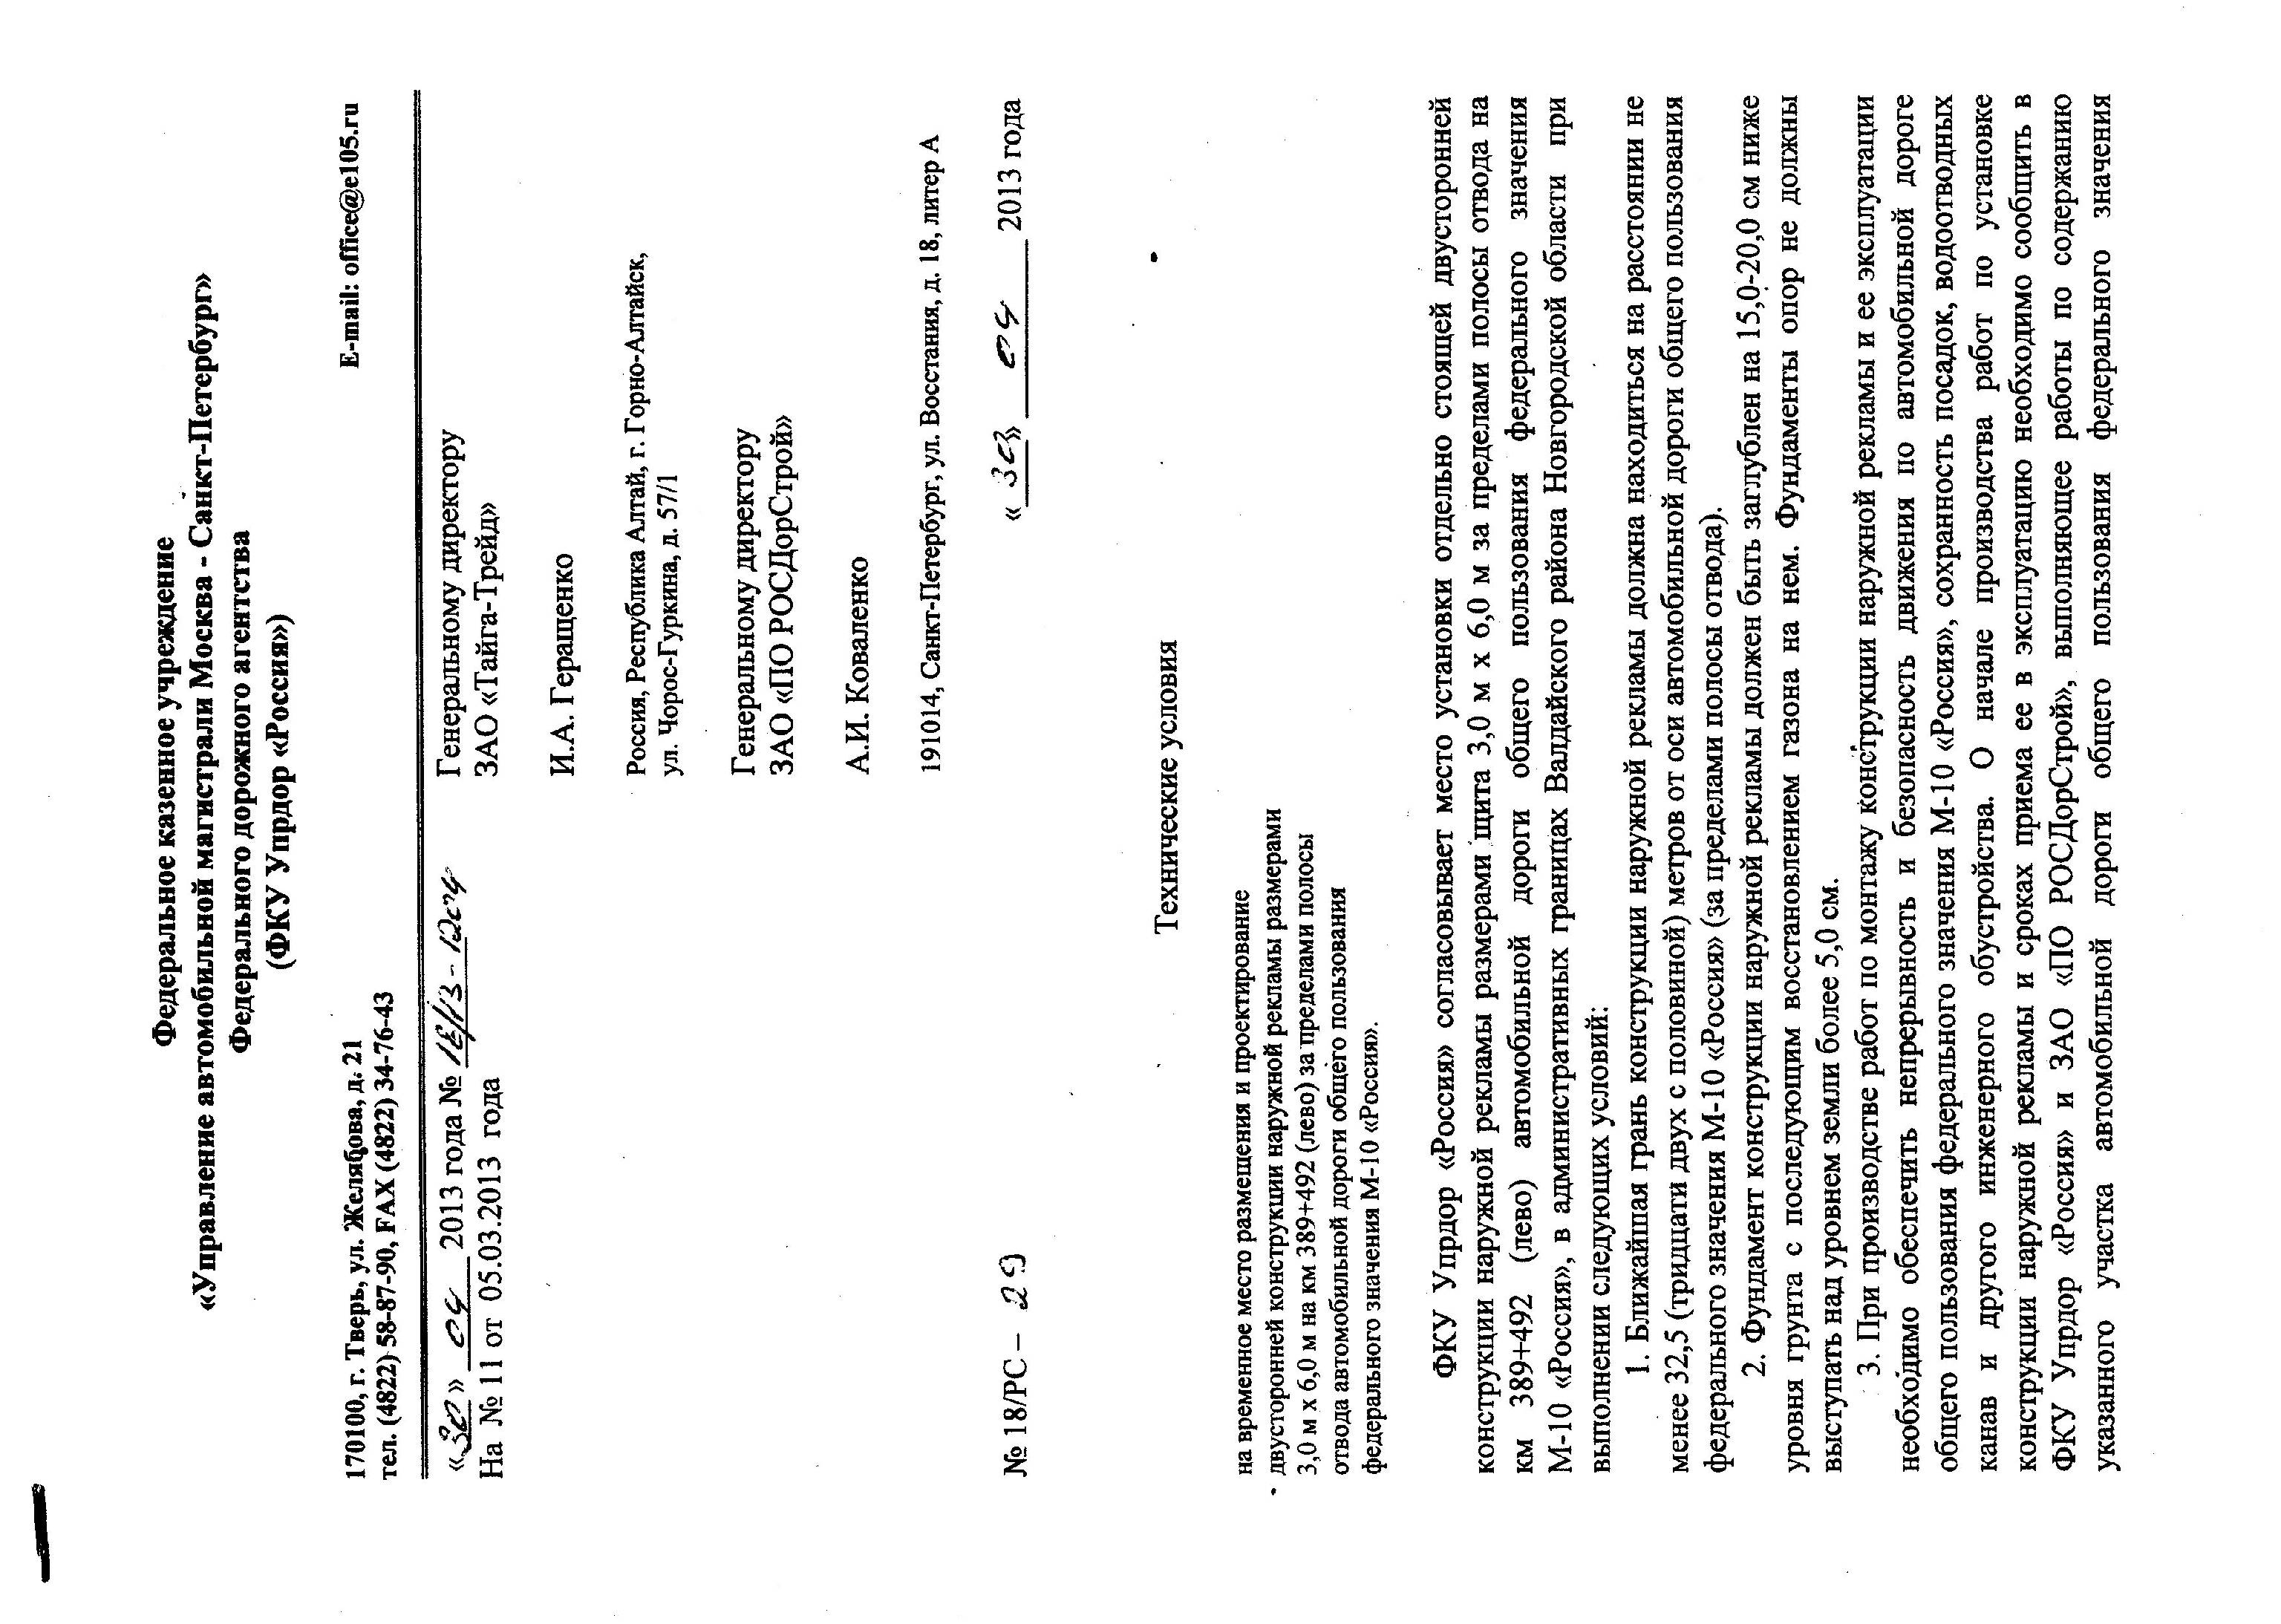 Федеральное казенное учреждение
«Управление автомобильной магистрали Москва - Санкт-Петербург»
Федерального дорожного агентства
(ФКУ Упрдор «Россия»)
170100, г. Тверь, ул. Желябова, д. 21
E-mail: office@e105.ru
тел. (4822) 58-87-90, FAX (4822) 34-76-43
«30» 04 2013 года №
На № 11 от 05.03.2013 года
Генеральному директору
ЗАО «Тайга-Трейд»
И.А. Геращенко
Россия, Республика Алтай, г. Горно-Алтайск,
ул. Чорос-Гуркина, д. 57/1
Генеральному директору
ЗАО «ПО РОСДорСтрой»
А.И. Коваленко
191014, Санкт-Петербург, ул. Восстания, д. 18, литер А
№ 18/РС – 29
«30» 04 2013 года
Технические условия
на временное место размещения и проектирование
двусторонней конструкции наружной рекламы размерами
3,0 м х 6,0 м на км 389+492 (лево) за пределами полосы
отвода автомобильной дороги общего пользования
федерального значения М-10 «Россия».
ФКУ Упрдор «Россия» согласовывает место установки отдельно стоящей двусторонней
конструкции наружной рекламы размерами щита 3,0 м х 6,0 м за пределами полосы отвода на
км 389+492 (лево) автомобильной дороги общего пользования федерального значения
М-10 «Россия», в административных границах Валдайского района Новгородской области при
выполнении следующих условий:
1. Ближайшая грань конструкции наружной рекламы должна находиться на расстоянии не
менее 32,5 (тридцати двух с половиной) метров от оси автомобильной дороги общего пользования
федерального значения М-10 «Россия» (за пределами полосы отвода).
2. Фундамент конструкции наружной рекламы должен быть заглублен на 15,0-20,0 см ниже
уровня грунта с последующим восстановлением газона на нем. Фундаменты опор не должны
выступать над уровнем земли более 5,0 см.
3. При производстве работ по монтажу конструкции наружной рекламы и ее эксплуатации
необходимо обеспечить непрерывность и безопасность движения по автомобильной дороге
общего пользования федерального значения М-10 «Россия», сохранность посадок, водоотводных
канав и другого инженерного обустройства. О начале производства работ по установке
конструкции наружной рекламы и сроках приема ее в эксплуатацию необходимо сообщить в
ФКУ Упрдор «Россия» и ЗАО «ПО РОСДорСтрой», выполняющее работы по содержанию
указанного участка автомобильной дороги общего пользования федерального значения